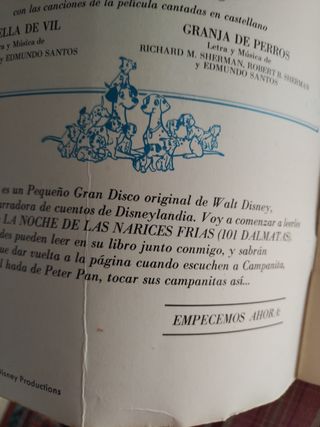 con las canciones de la película cantadas en castellano
ELLA DE VIL
y Música de
y EDMUNDO SANTOS
GRANJA DE PERROS
Letra y Música de
RICHARD M. SHERMAN, ROBERT B. SHERMAN
y EDMUNDO SANTOS
es un Pequeño Gran Disco original de Walt Disney,
rradora de cuentos de Disneylandia. Voy a comenzar a leerles
LA NOCHE DE LAS NARICES FRIAS (101 DALMATAS).
des pueden leer en su libro junto conmigo, y sabrán
ue dar vuelta a la página cuando escuchen a Campanita,
l hada de Peter Pan, tocar sus campanitas así...
EMPECEMOS AHORA:
Disney Productions